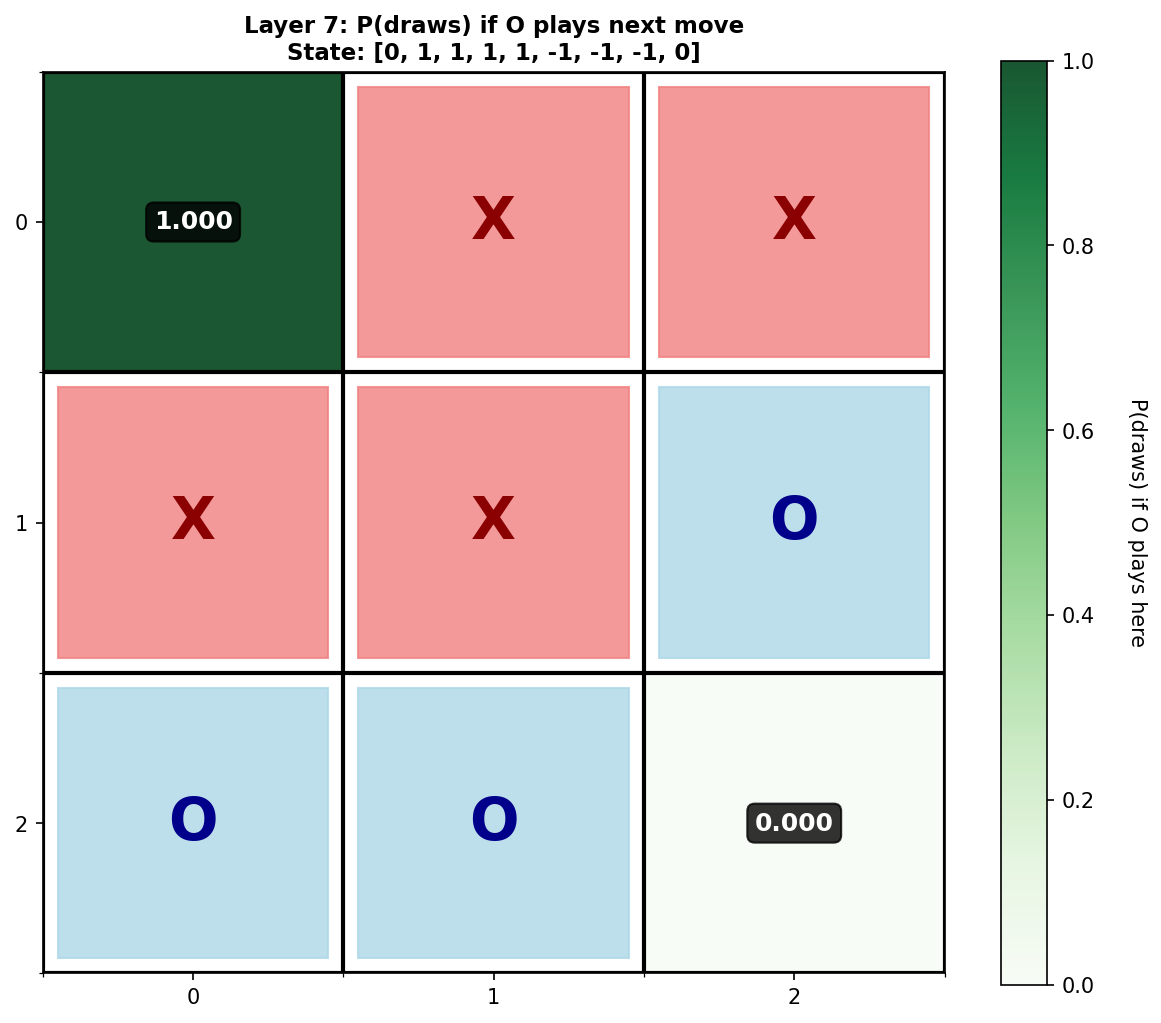 Layer 7: P(draws) if O plays next move
State: [0, 1, 1, 1, 1, -1, -1, -1, 0]
1.0
0 1.000 X X
0.8
0.6
P(draws) if O plays here
1 X X O
0.4
0.2
2 O O 0.000
0.0
0 1 2